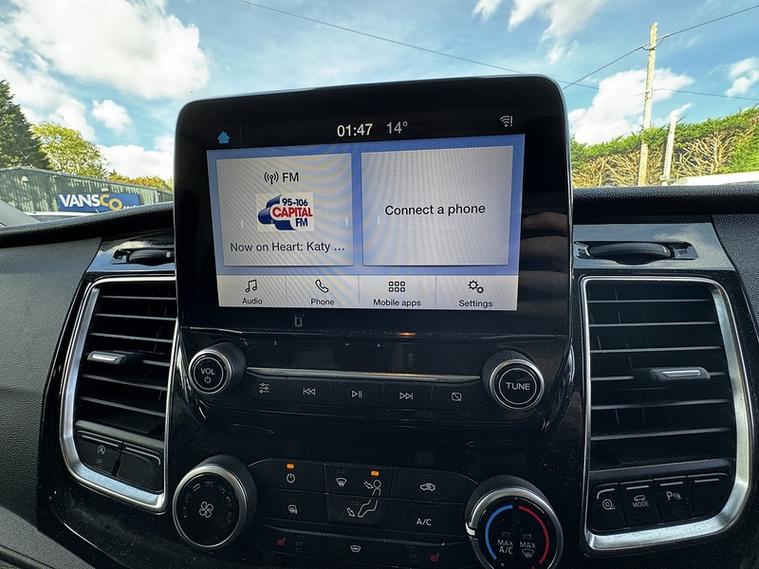 VANSCO
01:47 14°
FM
95-106
CAPITAL
FM
Now on Heart: Katy ...
Connect a phone
Audio
Phone
Mobile apps
Settings
VOL
TUNE
A/C
MAX
A/C
MAX
MODE
P